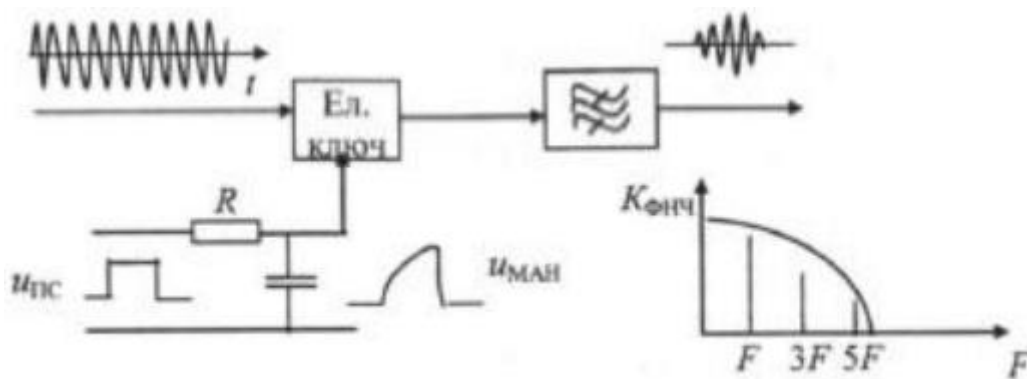 t
Ел.
ключ
R
uПС
uМАН
KФНЧ
F 3F 5F
F